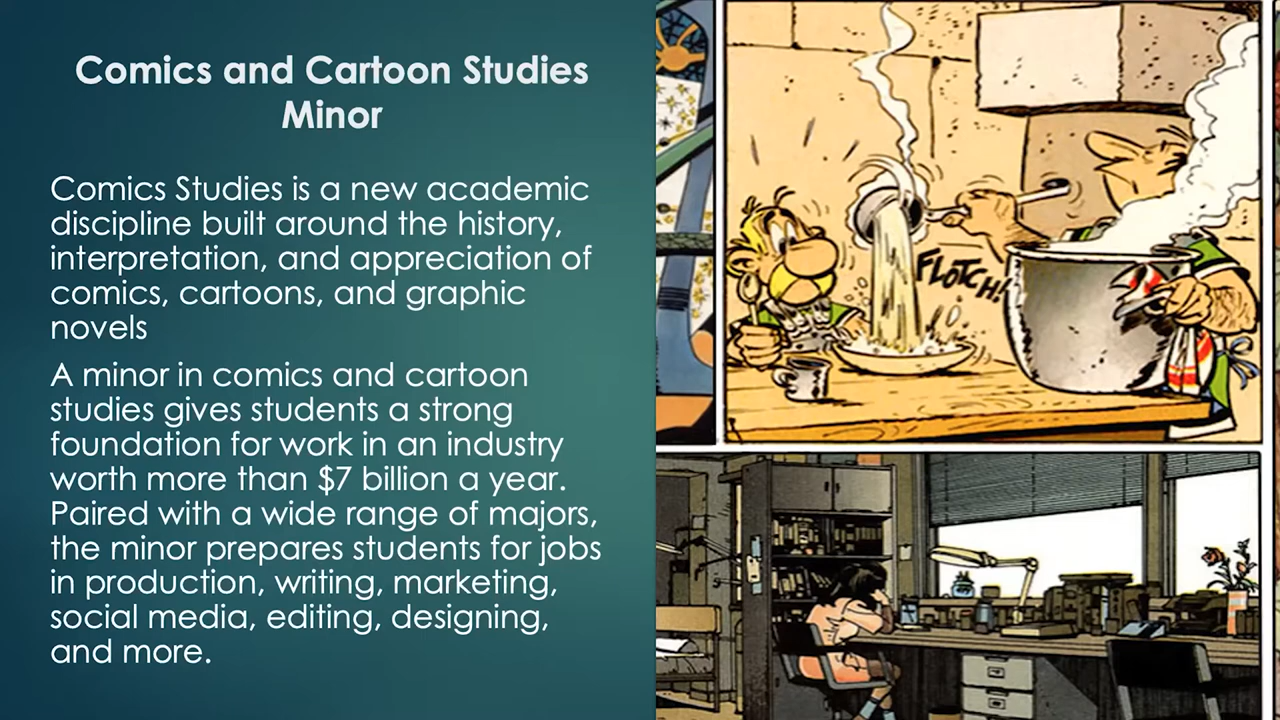 Comics and Cartoon Studies
Minor
Comics Studies is a new academic
discipline built around the history,
interpretation, and appreciation of
comics, cartoons, and graphic
novels
A minor in comics and cartoon
studies gives students a strong
foundation for work in an industry
worth more than $7 billion a year.
Paired with a wide range of majors,
the minor prepares students for jobs
in production, writing, marketing,
social media, editing, designing,
and more.
FLOTCH!